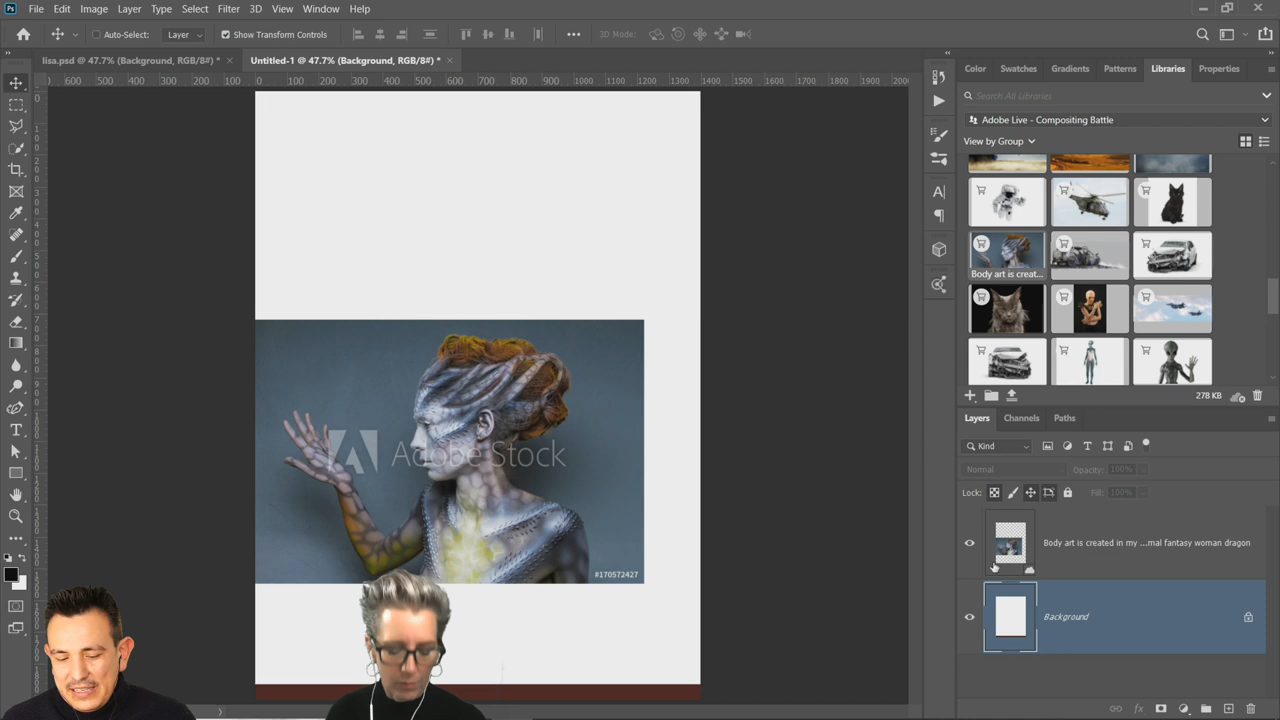 Ps File Edit Image Layer Type Select Filter 3D View Window Help
Auto-Select: Layer Show Transform Controls 3D Mode:
lisa.psd @ 47.7% (Background, RGB/8#) * Untitled-1 @ 47.7% (Background, RGB/8#) *
600 500 400 300 200 100 0 100 200 300 400 500 600 700 800 900 1000 1100 1200 1300 1400 1500 1600 1700 1800 1900 200
Color Swatches Gradients Patterns Libraries Properties
Search All Libraries
Adobe Live - Compositing Battle
View by Group
Body art is creat...
278 KB
Layers Channels Paths
Kind
Normal Opacity: 100%
Lock: Fill: 100%
Body art is created in my ...mal fantasy woman dragon
Background
Adobe Stock
#170572427